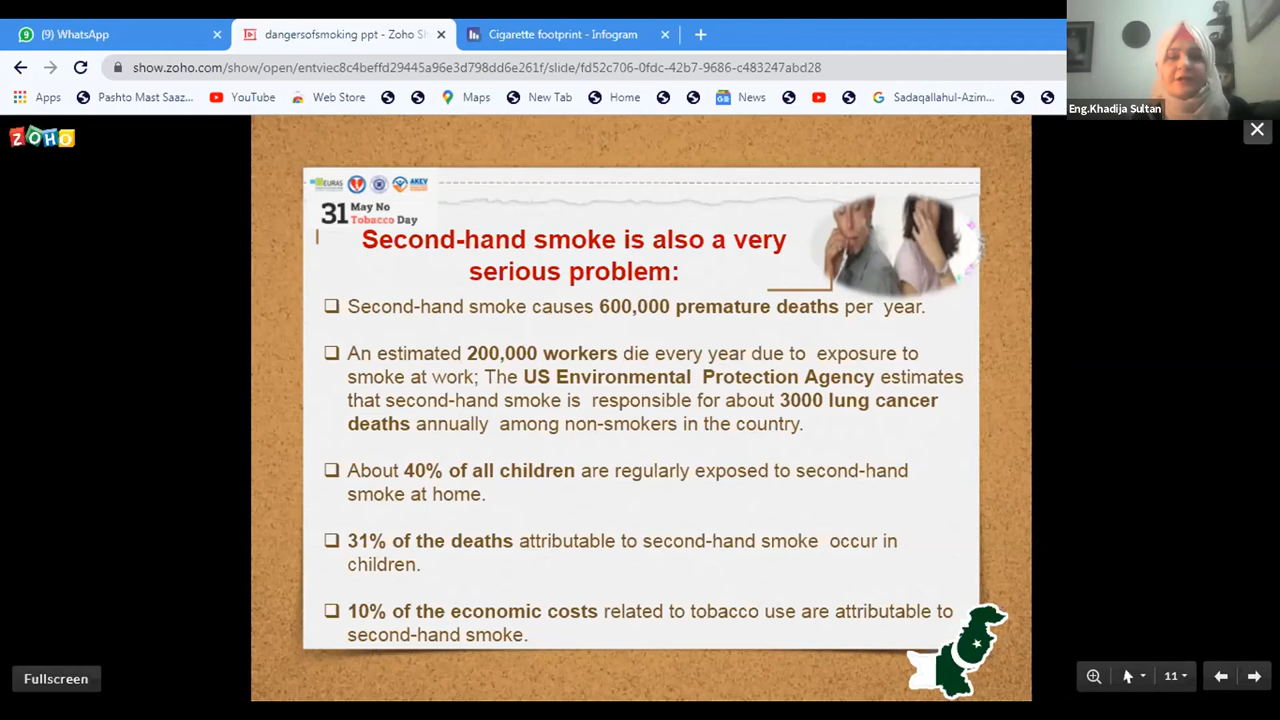 (9) WhatsApp
dangersofsmoking ppt - Zoho Sh
Cigarette footprint - Infogram
show.zoho.com/show/open/entviec8c4beffd29445a96e3d798dd6e261f/slide/fd52c706-0fdc-42b7-9686-c483247abd28
Apps Pashto Mast Saaz... YouTube Web Store Maps New Tab Home News Sadaqallahul-Azim...
Eng.Khadija Sultan
ZOHO
EURAS AKEV
31 May No
Tobacco Day
Second-hand smoke is also a very
serious problem:
Second-hand smoke causes 600,000 premature deaths per year.
An estimated 200,000 workers die every year due to exposure to
smoke at work; The US Environmental Protection Agency estimates
that second-hand smoke is responsible for about 3000 lung cancer
deaths annually among non-smokers in the country.
About 40% of all children are regularly exposed to second-hand
smoke at home.
31% of the deaths attributable to second-hand smoke occur in
children.
10% of the economic costs related to tobacco use are attributable to
second-hand smoke.
Fullscreen
11